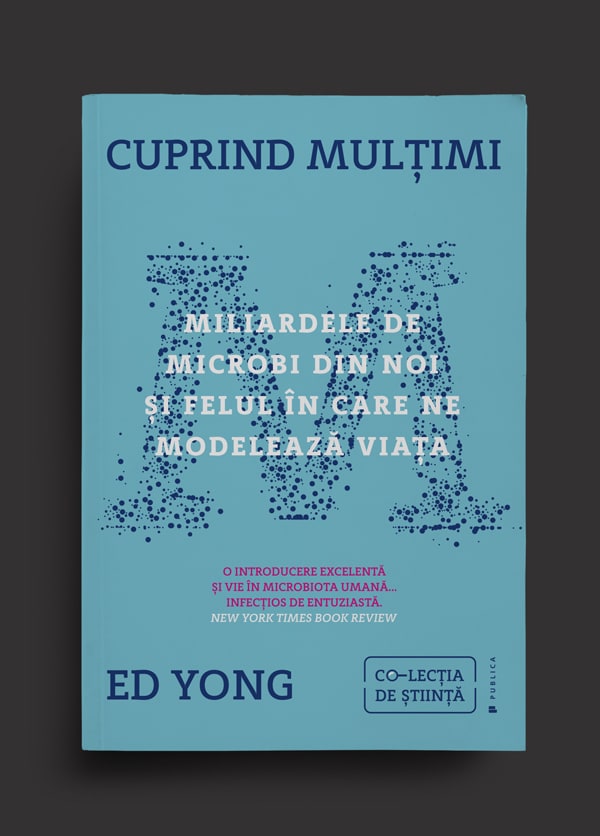 CUPRIND MULȚIMI
M
MILIARDELE DE
MICROBI DIN NOI
ȘI FELUL ÎN CARE NE
MODELEAZĂ VIAȚA
O INTRODUCERE EXCELENTĂ
ȘI VIE ÎN MICROBIOTA UMANĂ...
INFECȚIOS DE ENTUZIASTĂ.
NEW YORK TIMES BOOK REVIEW
ED YONG
CO–LECȚIA
DE ȘTIINȚĂ
PUBLICA